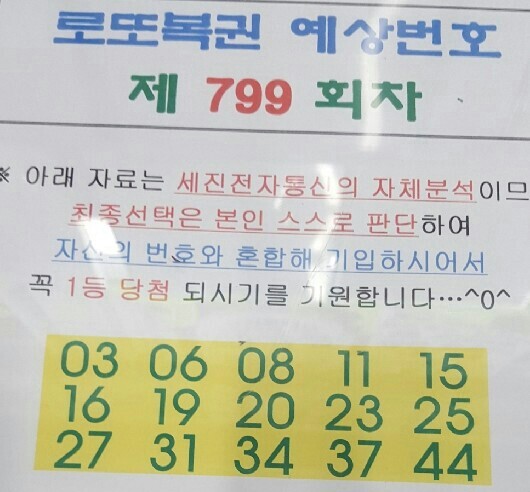 로또복권 예상번호
제 799 회차
※ 아래 자료는 세진전자통신의 자체분석이므
최종선택은 본인 스스로 판단하여
자신의 번호와 혼합해 기입하시어서
꼭 1등 당첨 되시기를 기원합니다…^0^
03 06 08 11 15
16 19 20 23 25
27 31 34 37 44